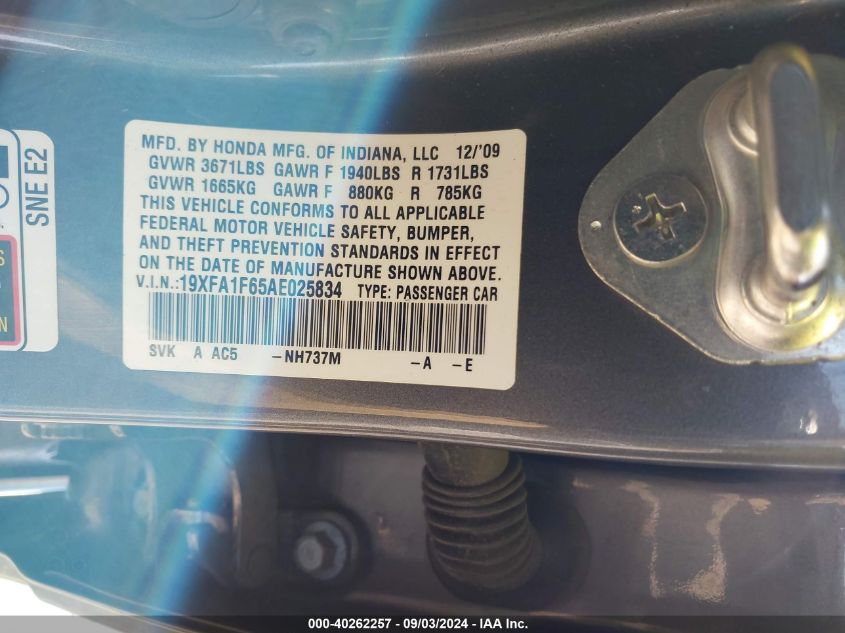 MFD. BY HONDA MFG. OF INDIANA, LLC 12/'09
GVWR 3671LBS GAWR F 1940LBS R 1731LBS
GVWR 1665KG GAWR F 880KG R 785KG
THIS VEHICLE CONFORMS TO ALL APPLICABLE
FEDERAL MOTOR VEHICLE SAFETY, BUMPER,
AND THEFT PREVENTION STANDARDS IN EFFECT
ON THE DATE OF MANUFACTURE SHOWN ABOVE.
V.I.N.:19XFA1F65AE025834 TYPE: PASSENGER CAR
SVK A AC5 -NH737M -A -E
SNE E2
000-40262257 - 09/03/2024 - IAA Inc.